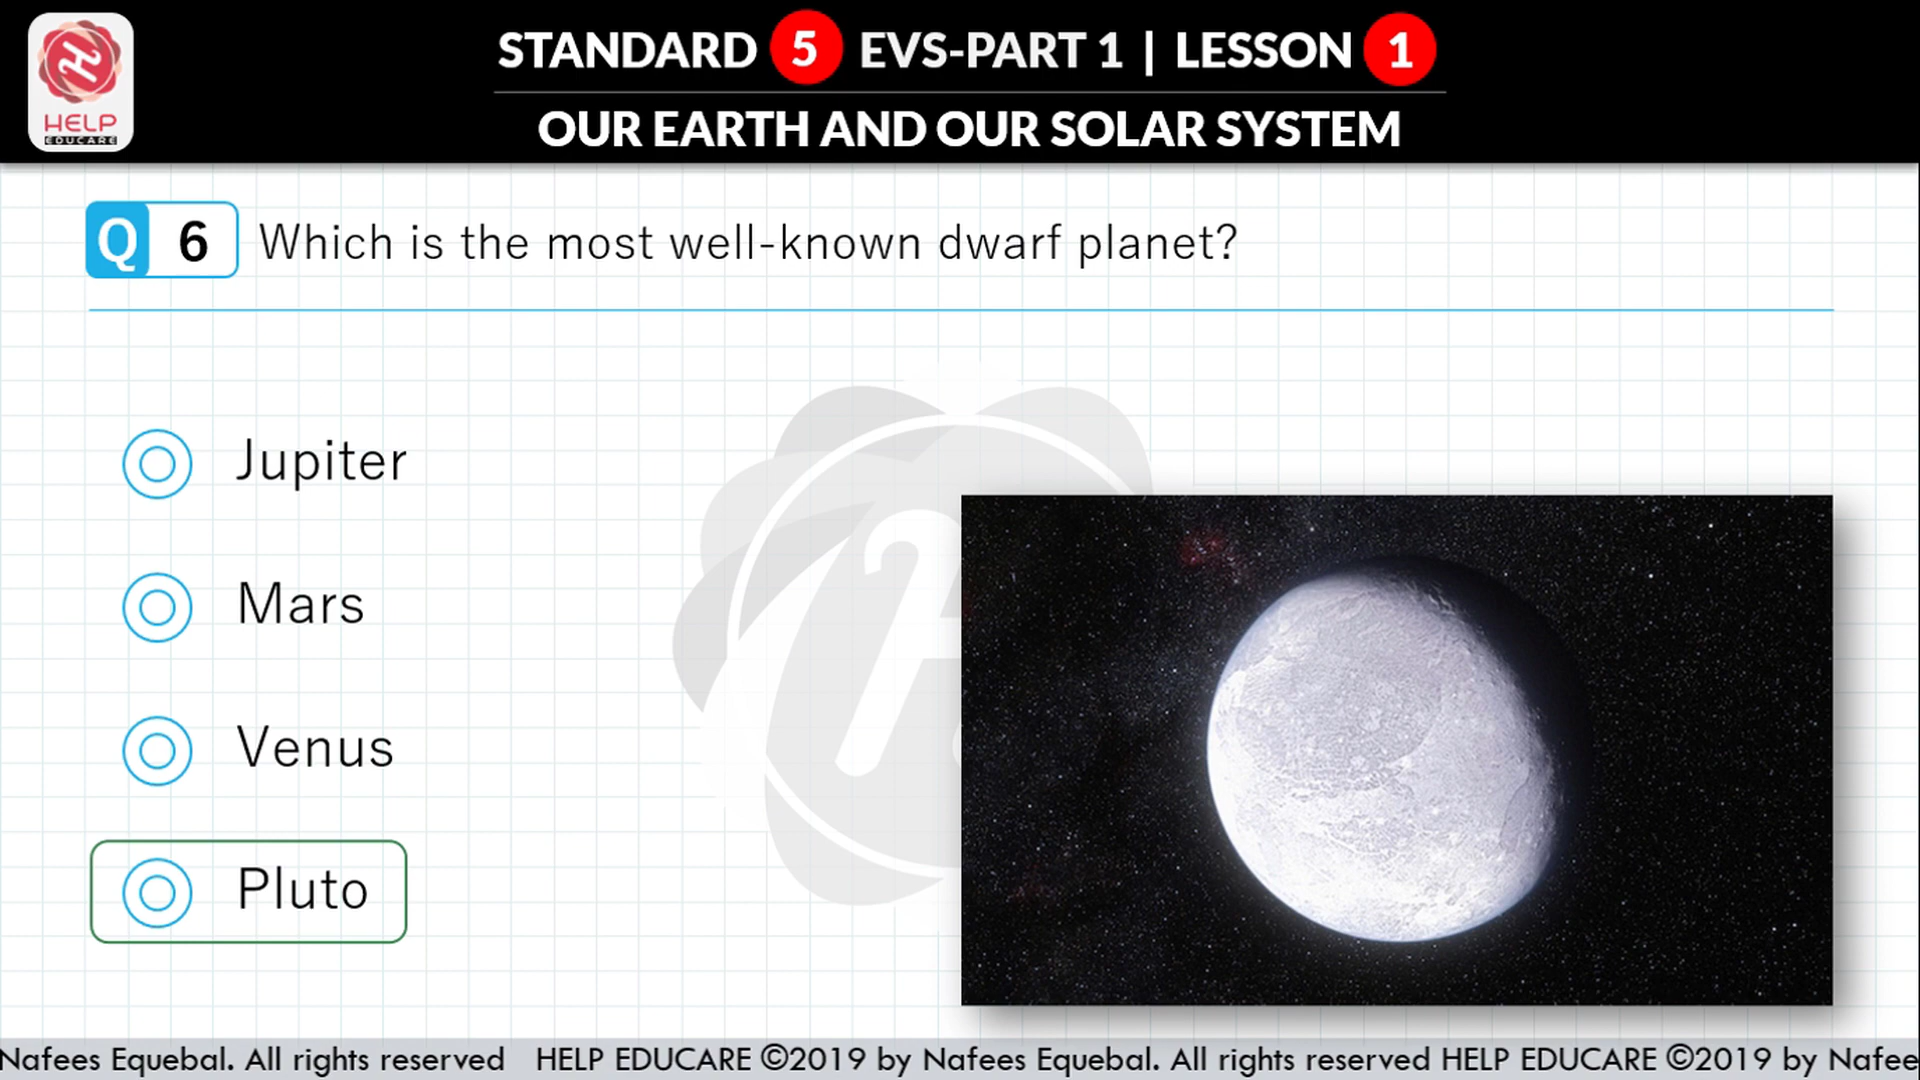 HELP
EDUCARE
STANDARD 5 EVS-PART 1 | LESSON 1
OUR EARTH AND OUR SOLAR SYSTEM
Q 6 Which is the most well-known dwarf planet?
Jupiter
Mars
Venus
Pluto
Nafees Equebal. All rights reserved HELP EDUCARE ©2019 by Nafees Equebal. All rights reserved HELP EDUCARE ©2019 by Nafee